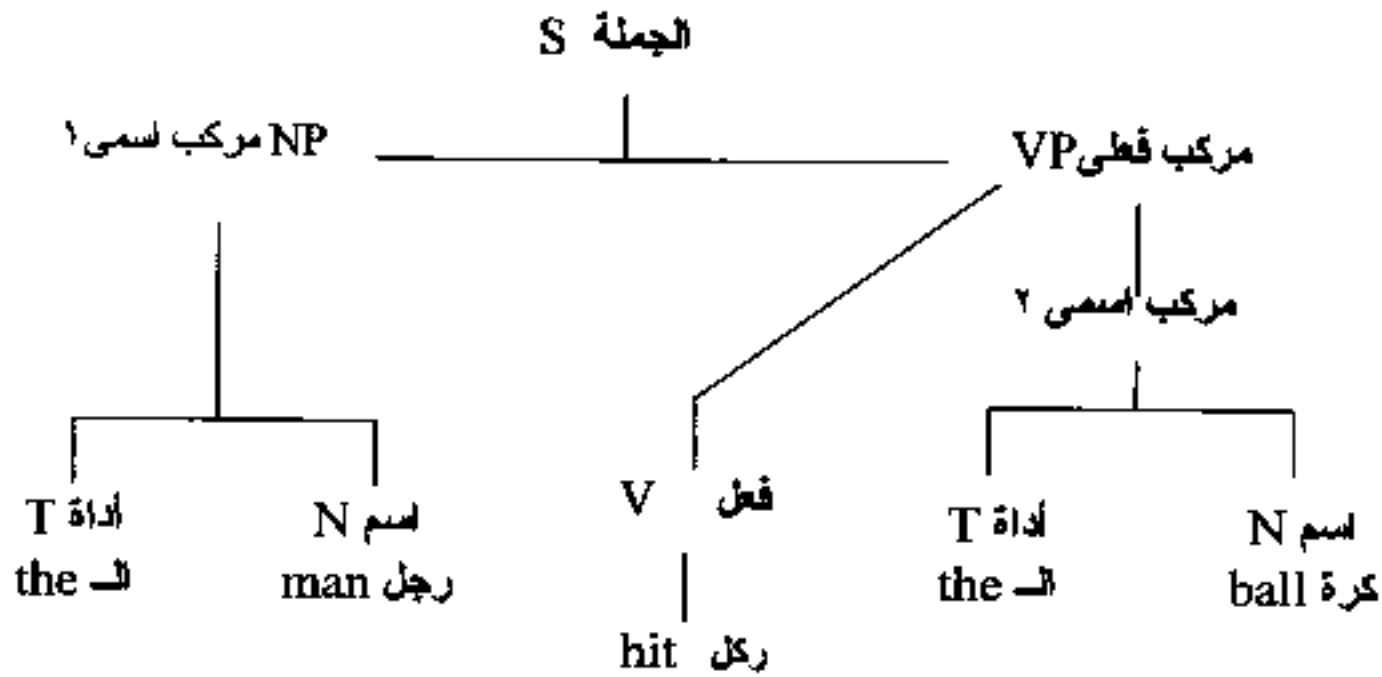 الجملة S
NP مركب اسمى ١
مركب فعلى VP
مركب اسمى ٢
أداة T
الـ the
اسم N
رجل man
فعل V
ركل hit
أداة T
الـ the
اسم N
كرة ball